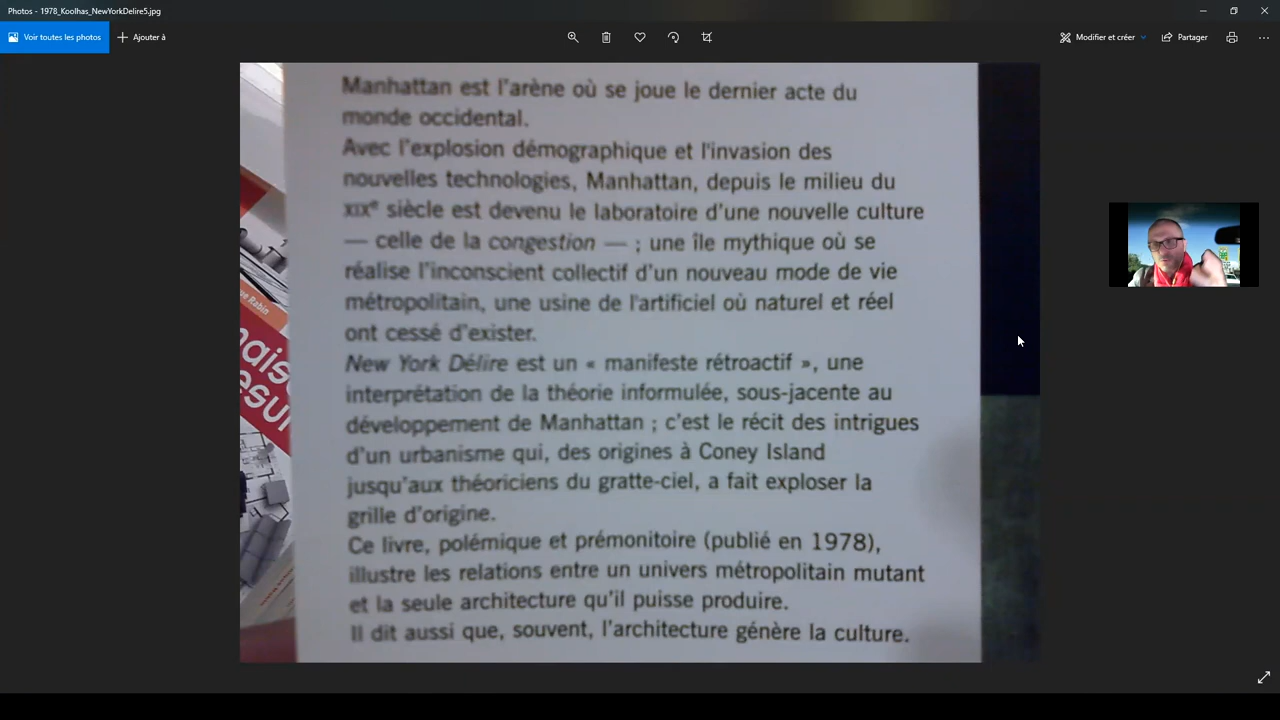 Photos - 1978_Koolhas_NewYorkDelire5.jpg
Voir toutes les photos
Ajouter à
Modifier et créer
Partager
Manhattan est l'arène où se joue le dernier acte du
monde occidental.
Avec l'explosion démographique et l'invasion des
nouvelles technologies, Manhattan, depuis le milieu du
XIXe siècle est devenu le laboratoire d'une nouvelle culture
— celle de la congestion — ; une île mythique où se
réalise l'inconscient collectif d'un nouveau mode de vie
métropolitain, une usine de l'artificiel où naturel et réel
ont cessé d'exister.
New York Délire est un « manifeste rétroactif », une
interprétation de la théorie informulée, sous-jacente au
développement de Manhattan ; c'est le récit des intrigues
d'un urbanisme qui, des origines à Coney Island
jusqu'aux théoriciens du gratte-ciel, a fait exploser la
grille d'origine.
Ce livre, polémique et prémonitoire (publié en 1978),
illustre les relations entre un univers métropolitain mutant
et la seule architecture qu'il puisse produire.
Il dit aussi que, souvent, l'architecture génère la culture.
Rabin